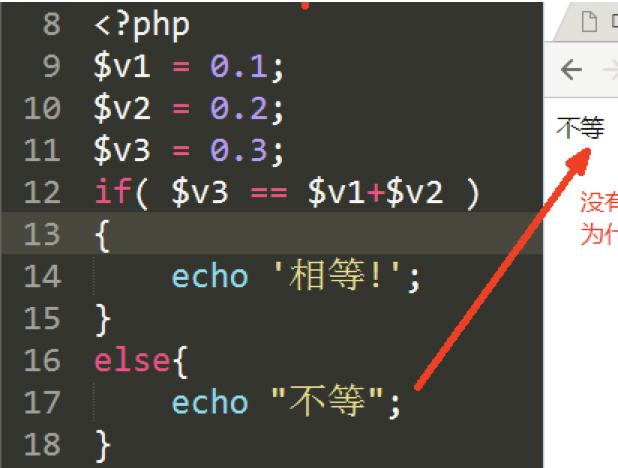 8 <?php
9 $v1 = 0.1;
10 $v2 = 0.2;
11 $v3 = 0.3;
12 if( $v3 == $v1+$v2 )
13 {
14 echo '相等!';
15 }
16 else{
17 echo "不等";
18 }
不等
没有
为什